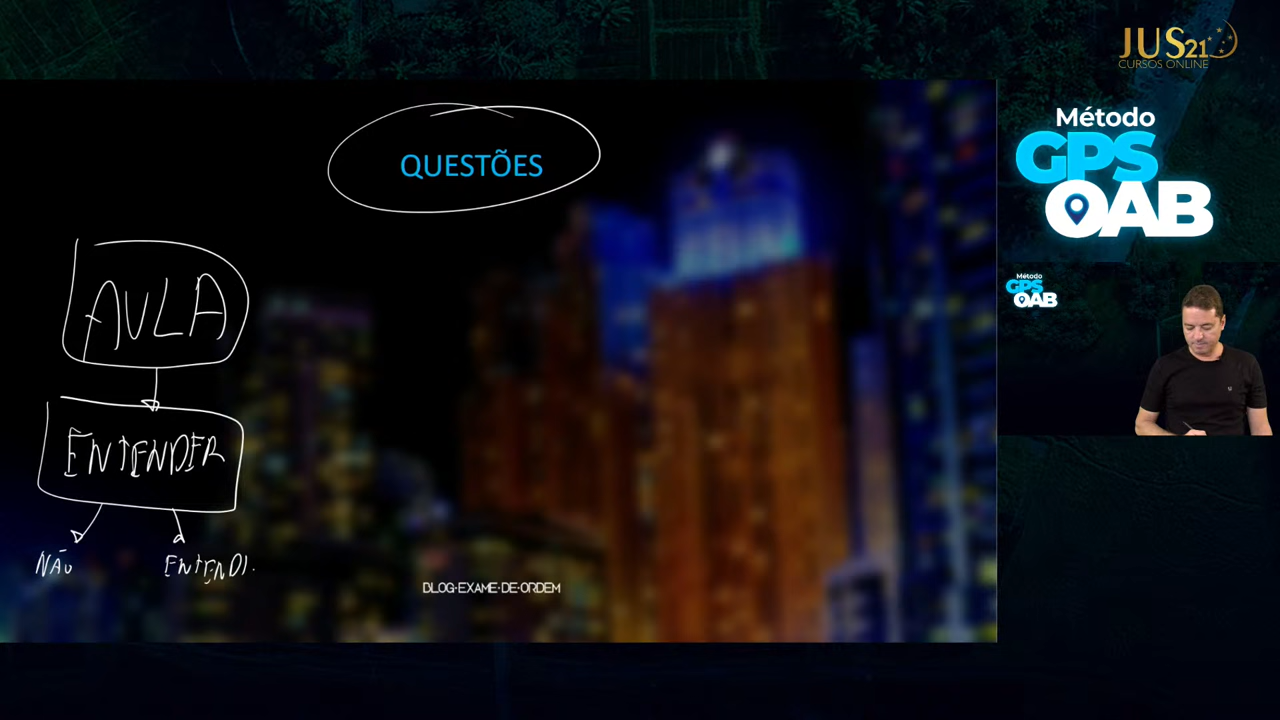 JUS21
CURSOS ONLINE
Método
GPS
OAB
QUESTÕES
AULA
ENTENDER
NÃO
ENTENDI.
BLOG·EXAME·DE·ORDEM
Método
GPS
OAB